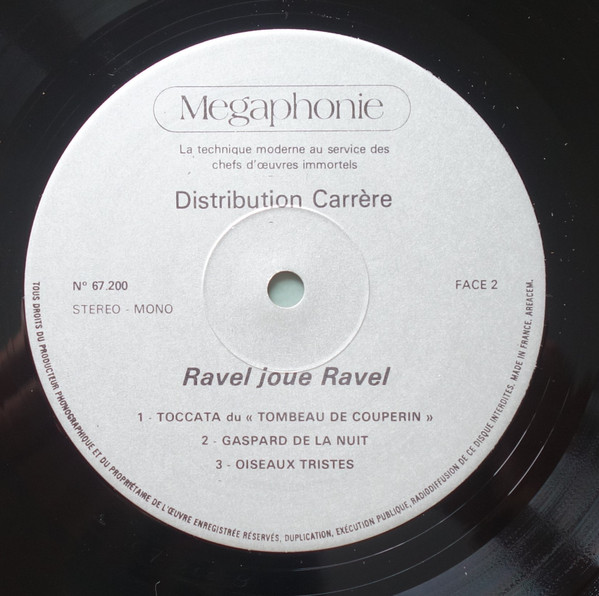 Megaphonie
La technique moderne au service des
chefs d'œuvres immortels
Distribution Carrère
N° 67.200
STEREO - MONO
FACE 2
Ravel joue Ravel
1 - TOCCATA du « TOMBEAU DE COUPERIN »
2 - GASPARD DE LA NUIT
3 - OISEAUX TRISTES
TOUS DROITS DU PRODUCTEUR PHONOGRAPHIQUE ET DU PROPRIÉTAIRE DE L'ŒUVRE ENREGISTRÉE RÉSERVÉS, DUPLICATION, EXÉCUTION PUBLIQUE, RADIODIFFUSION DE CE DISQUE INTERDITES. MADE IN FRANCE. AREACEM.